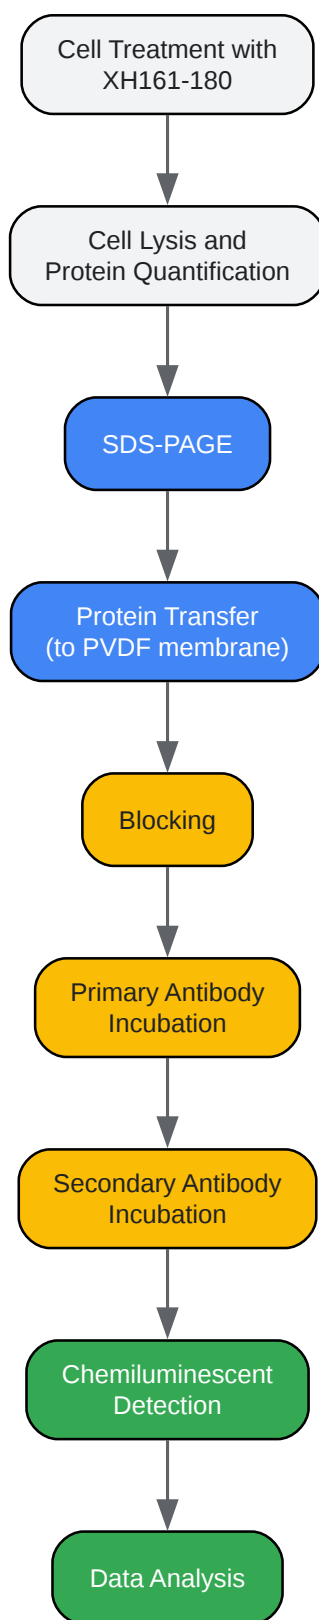 Cell Treatment with
XH161-180
Cell Lysis and
Protein Quantification
SDS-PAGE
Protein Transfer
(to PVDF membrane)
Blocking
Primary Antibody
Incubation
Secondary Antibody
Incubation
Chemiluminescent
Detection
Data Analysis